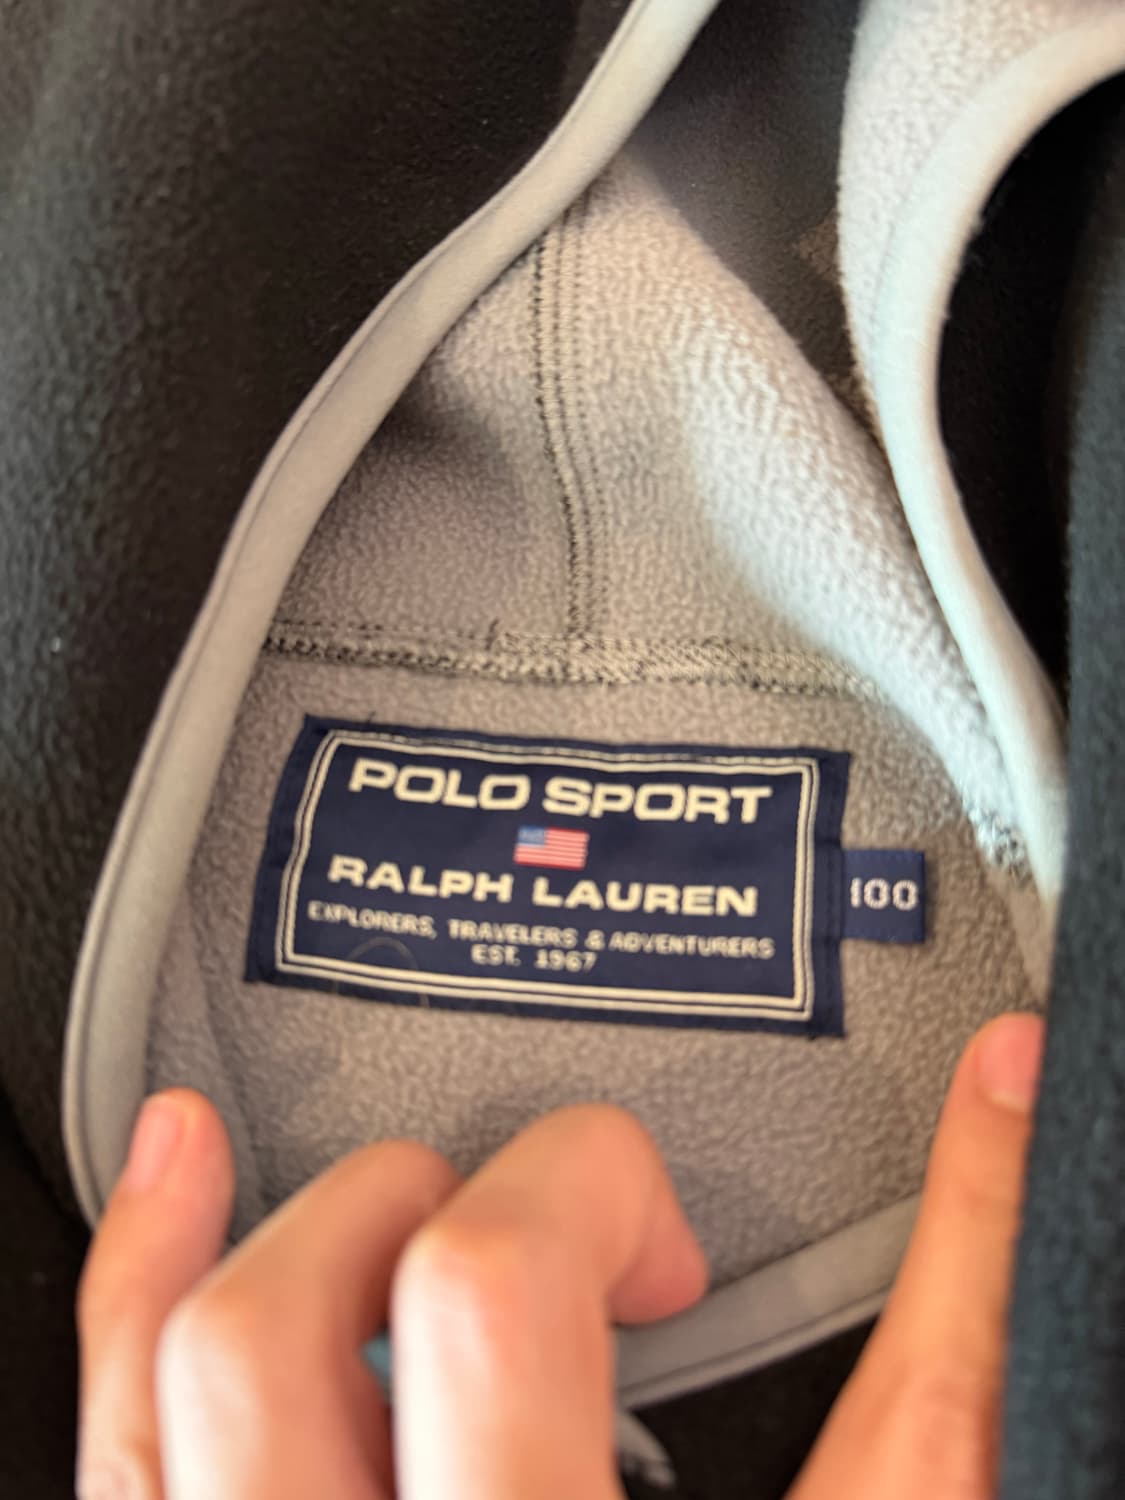 POLO SPORT
RALPH LAUREN
EXPLORERS, TRAVELERS & ADVENTURERS
EST. 1967
100